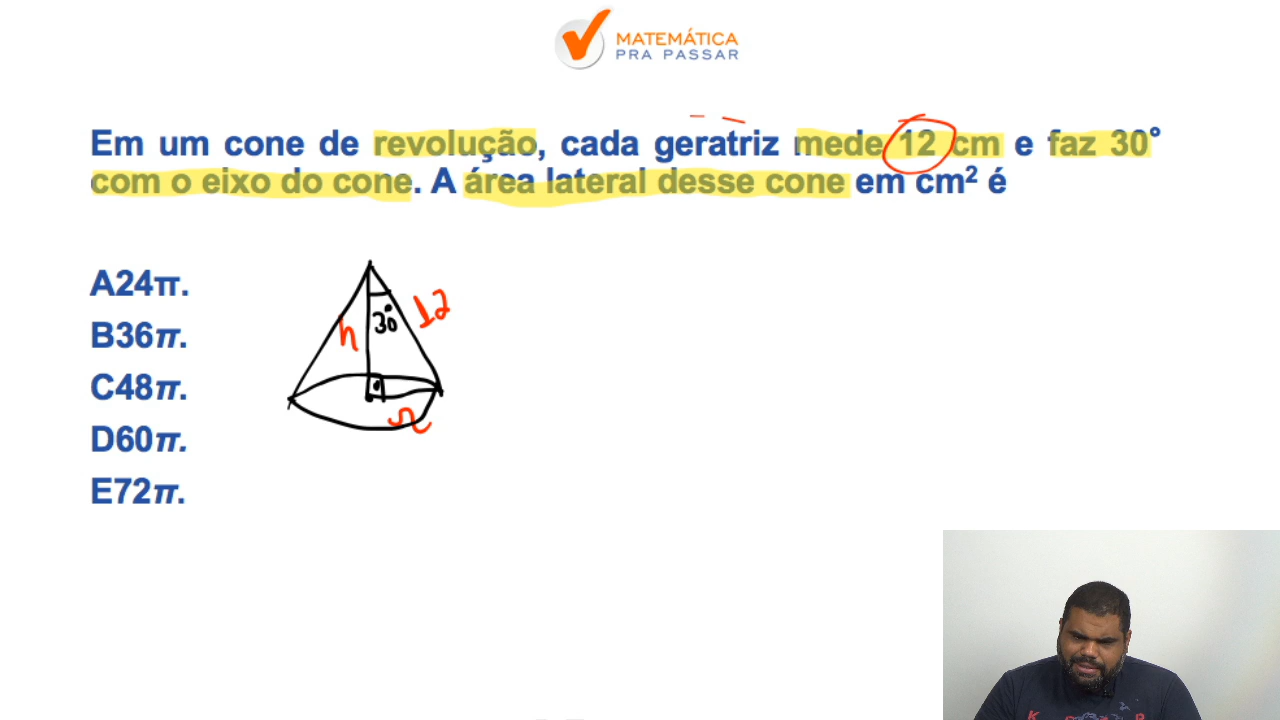 MATEMÁTICA
PRA PASSAR
Em um cone de revolução, cada geratriz mede 12 cm e faz 30°
com o eixo do cone. A área lateral desse cone em cm² é
A24π.
B36π.
C48π.
D60π.
E72π.
12
30°
h